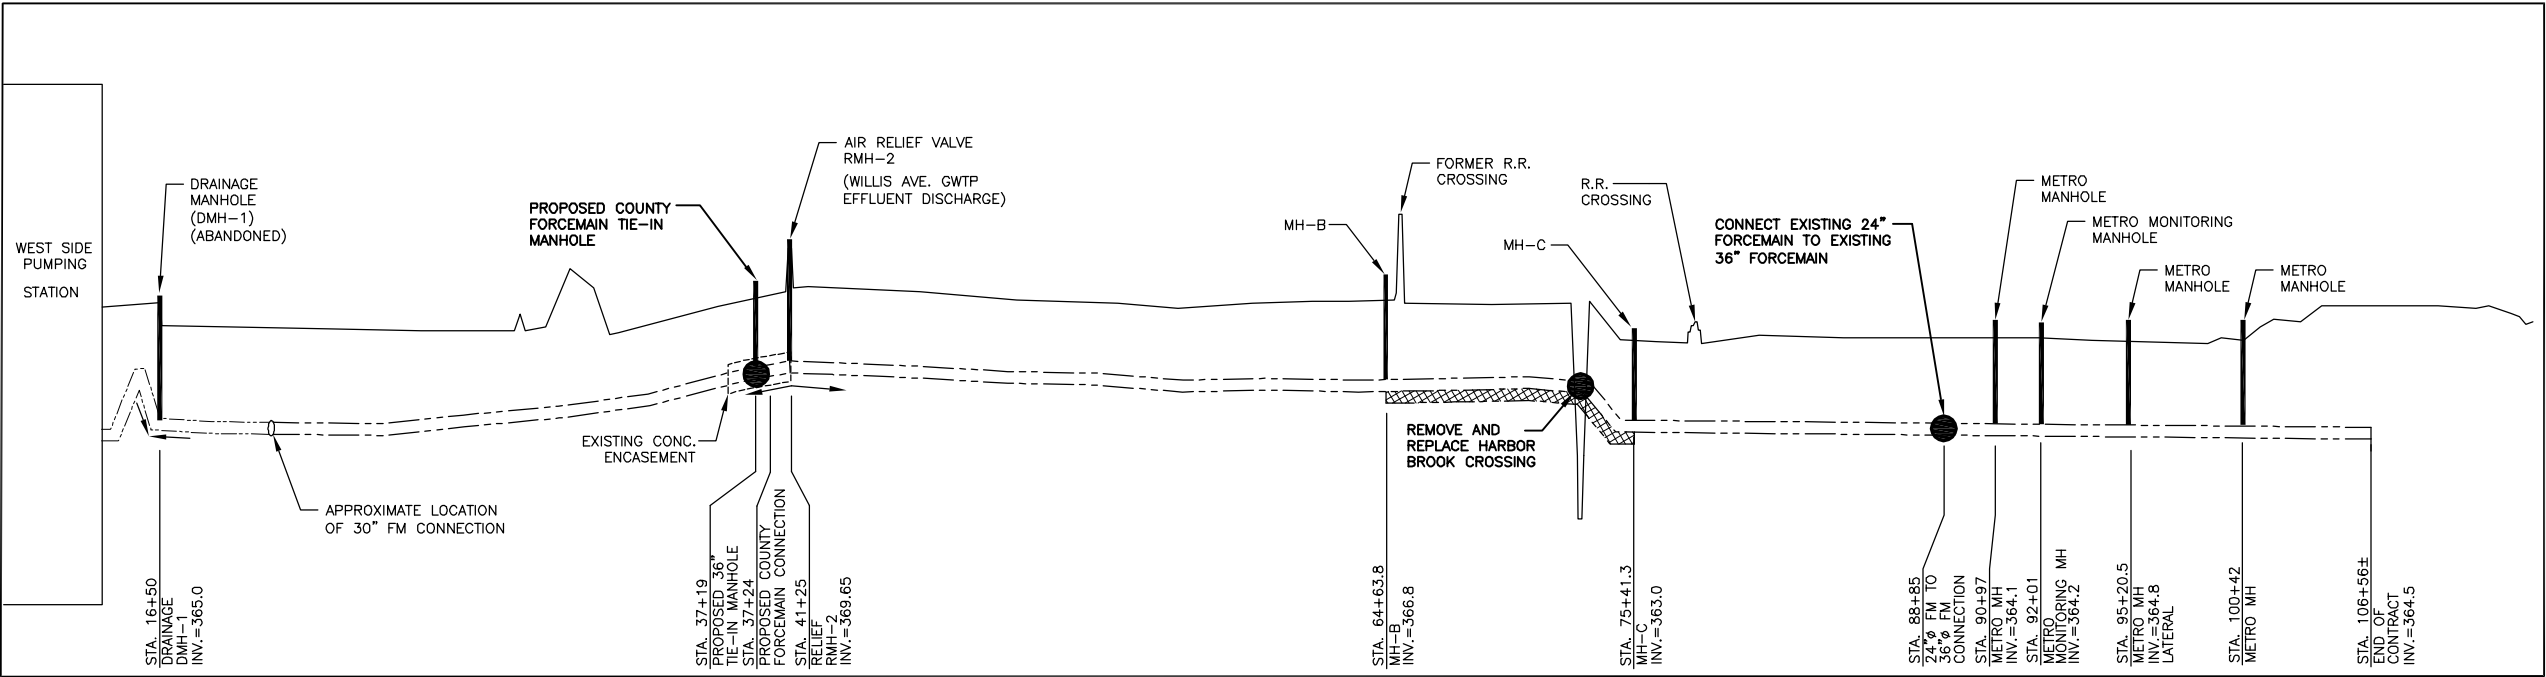 WEST SIDE
PUMPING
STATION
DRAINAGE
MANHOLE
(DMH-1)
(ABANDONED)
APPROXIMATE LOCATION
OF 30" FM CONNECTION
PROPOSED COUNTY
FORCEMAIN TIE-IN
MANHOLE
EXISTING CONC.
ENCASEMENT
AIR RELIEF VALVE
RMH-2
(WILLIS AVE. GWTP
EFFLUENT DISCHARGE)
MH-B
FORMER R.R.
CROSSING
MH-C
R.R.
CROSSING
REMOVE AND
REPLACE HARBOR
BROOK CROSSING
CONNECT EXISTING 24"
FORCEMAIN TO EXISTING
36" FORCEMAIN
METRO
MANHOLE
METRO MONITORING
MANHOLE
METRO
MANHOLE
METRO
MANHOLE
STA. 16+50
DRAINAGE
DMH-1
INV.=365.0
STA. 37+19
PROPOSED 36"
TIE-IN MANHOLE
STA. 37+24
PROPOSED COUNTY
FORCEMAIN CONNECTION
STA. 41+25
RELIEF
RMH-2
INV.=369.65
STA. 64+63.8
MH-B
INV.=366.8
STA. 75+41.3
MH-C
INV.=363.0
STA. 88+85
24"ø FM TO
36"ø FM
CONNECTION
STA. 90+97
METRO MH
INV.=364.1
STA. 92+01
METRO
MONITORING MH
INV.=364.2
STA. 95+20.5
METRO MH
INV.=364.8
LATERAL
STA. 100+42
METRO MH
STA. 106+56±
END OF
CONTRACT
INV.=364.5